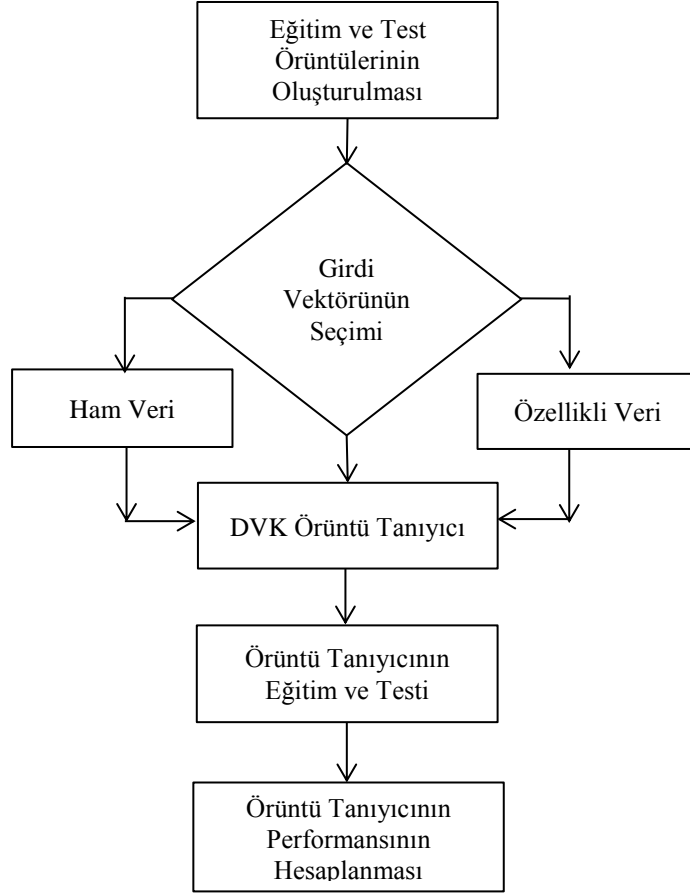 Eğitim ve Test
Örüntülerinin
Oluşturulması
Girdi
Vektörünün
Seçimi
Ham Veri
Özellikli Veri
DVK Örüntü Tanıyıcı
Örüntü Tanıyıcının
Eğitim ve Testi
Örüntü Tanıyıcının
Performansının
Hesaplanması